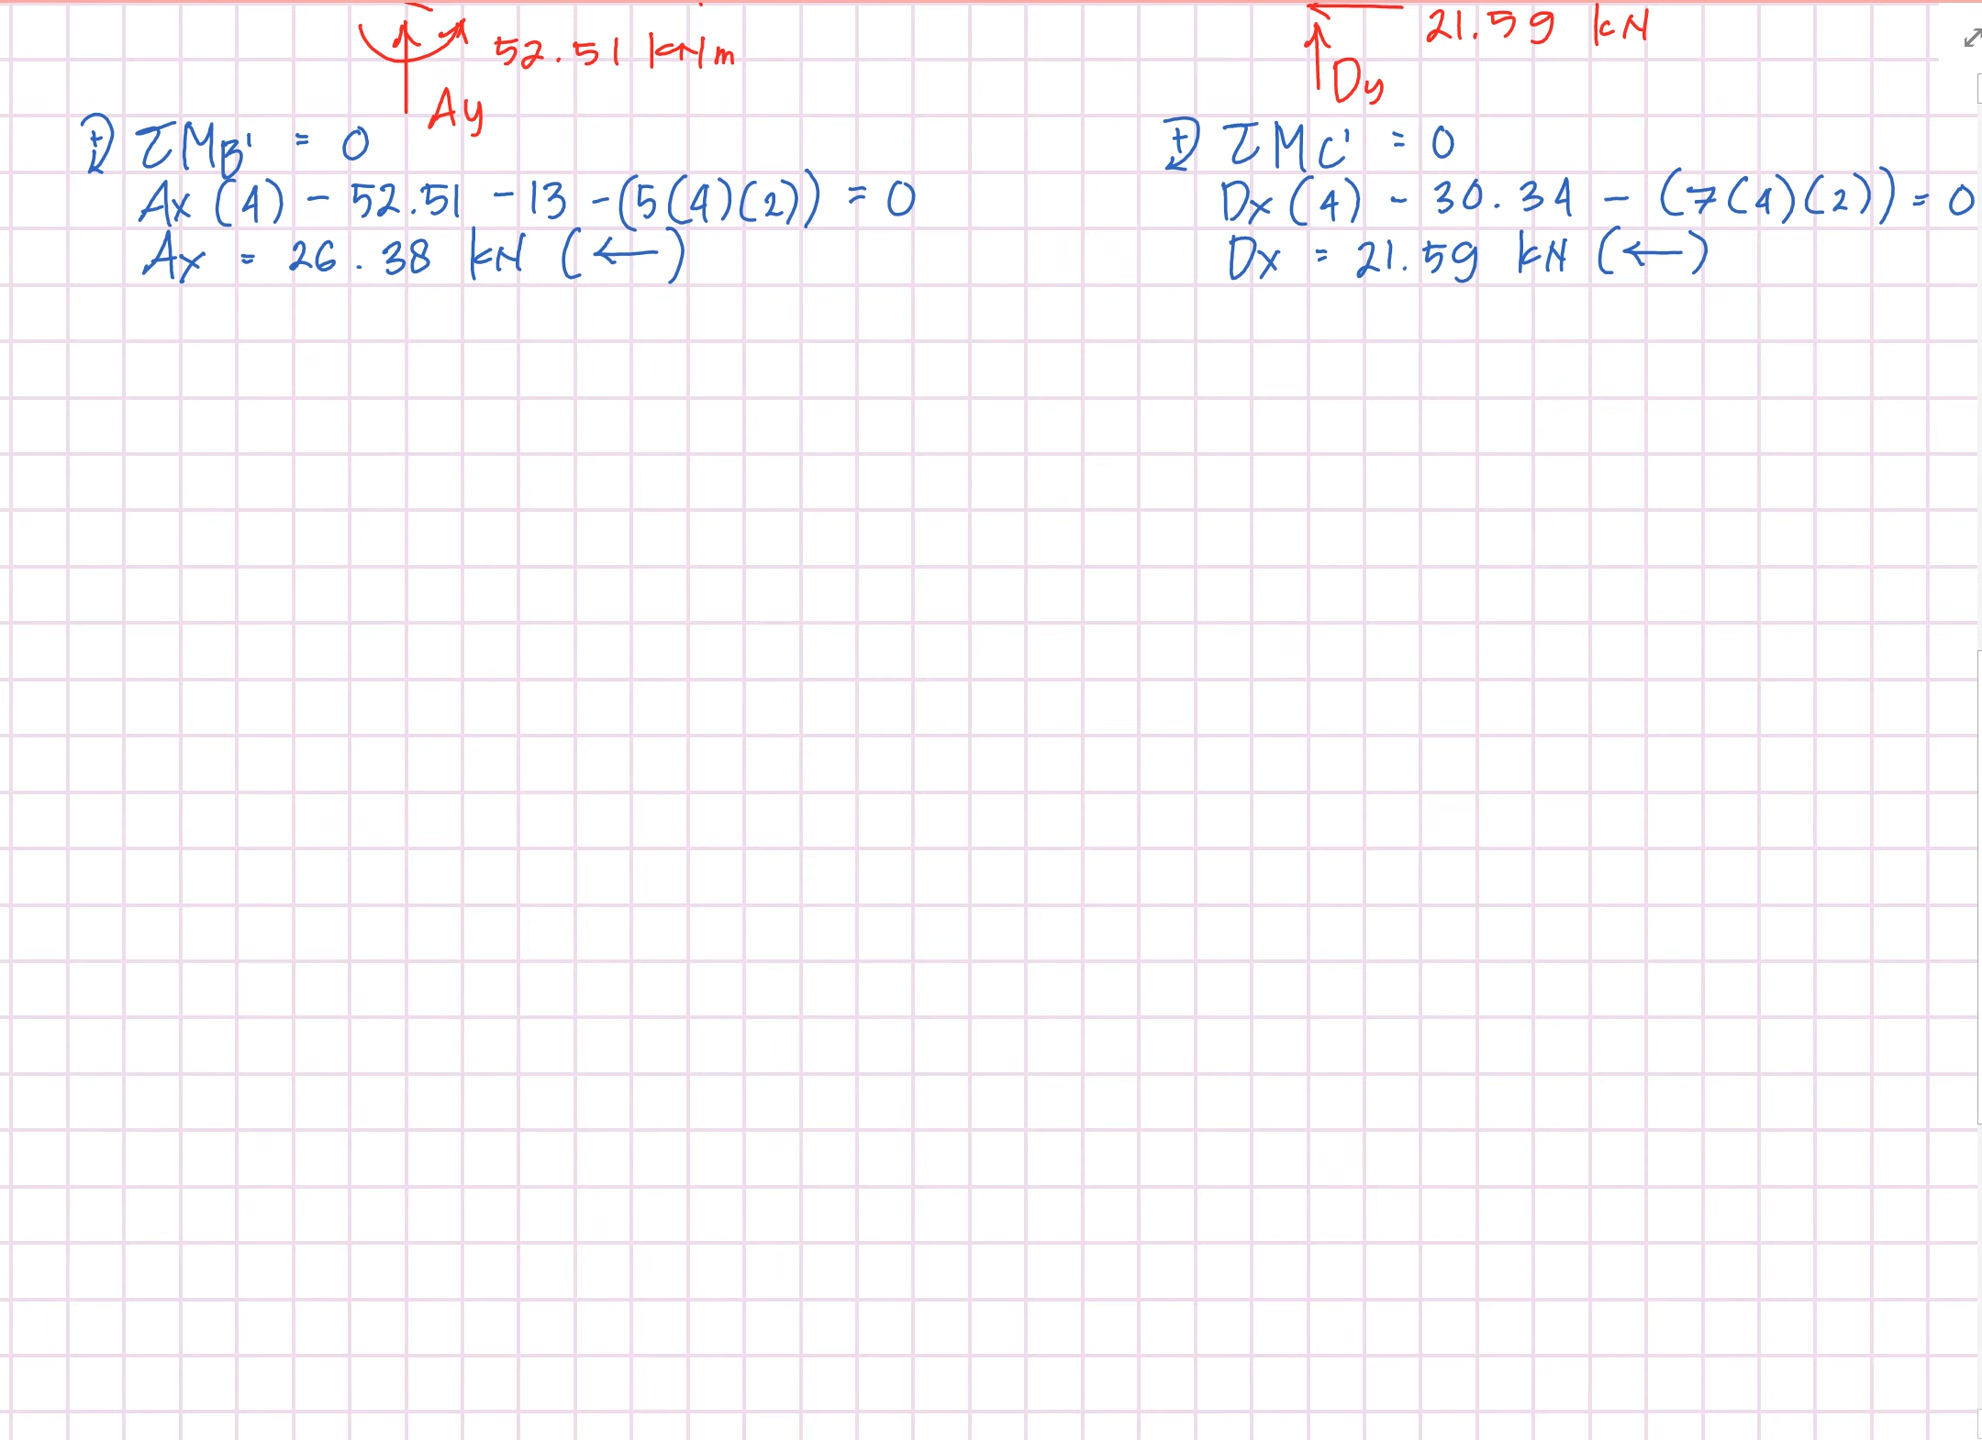 52.51 kNm
Ay
21.59 kN
Dy
+ ΣMB' = 0
Ax (4) - 52.51 - 13 - (5(4)(2)) = 0
Ax = 26.38 kN (←)
+ ΣMC' = 0
Dx (4) - 30.34 - (7(4)(2)) = 0
Dx = 21.59 kN (←)